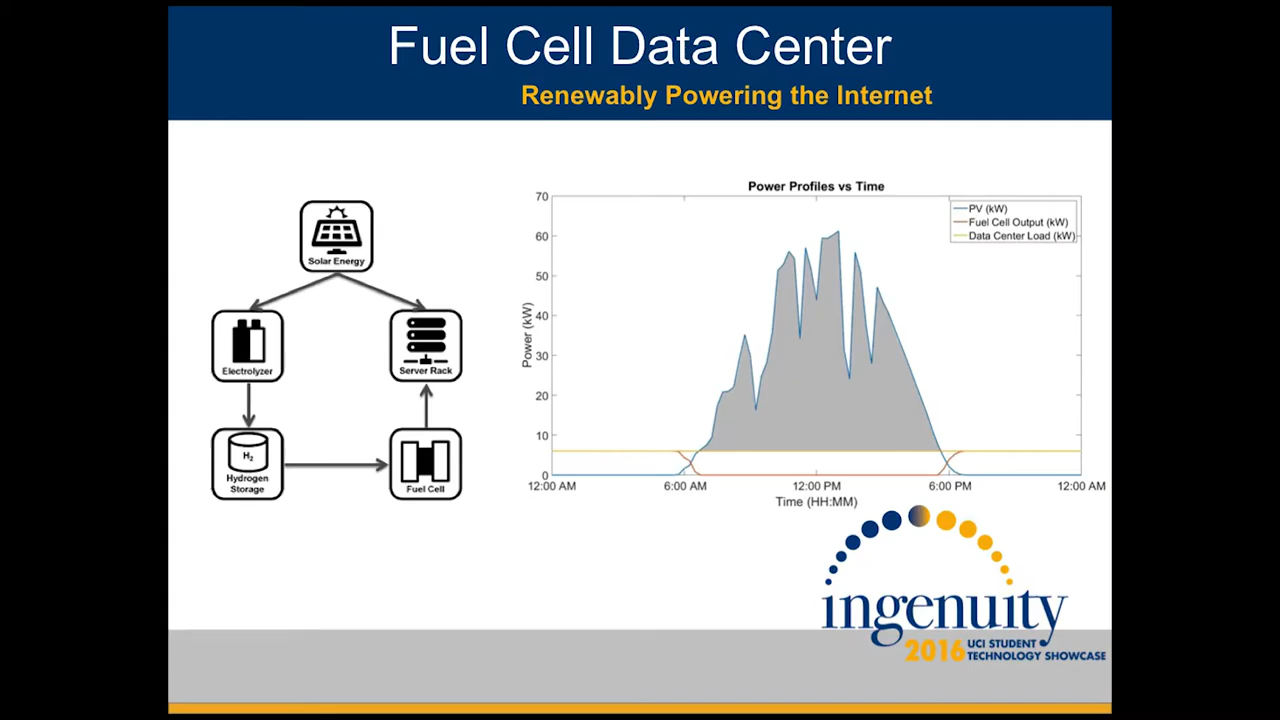 Fuel Cell Data Center
Renewably Powering the Internet
Solar Energy
Electrolyzer
Server Rack
H2
Hydrogen
Storage
Fuel Cell
Power Profiles vs Time
PV (kW)
Fuel Cell Output (kW)
Data Center Load (kW)
Power (kW)
70
60
50
40
30
20
10
0
12:00 AM 6:00 AM 12:00 PM 6:00 PM 12:00 AM
Time (HH:MM)
ingenuity
2016 UCI STUDENT
TECHNOLOGY SHOWCASE